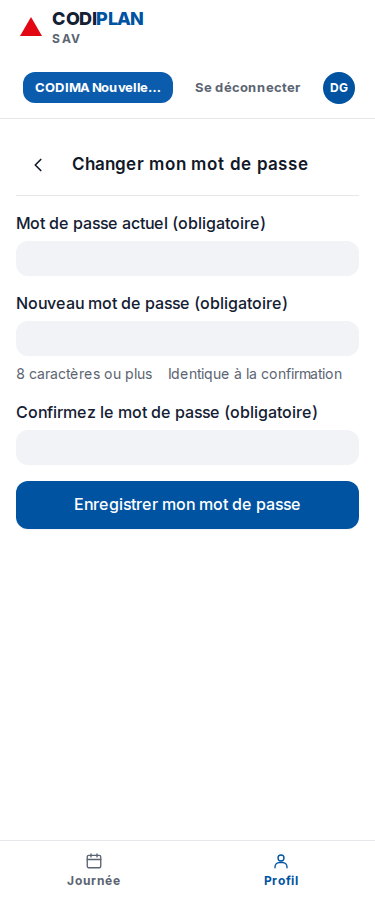 CODIPLAN
SAV
CODIMA Nouvelle... Se déconnecter DG
Changer mon mot de passe
Mot de passe actuel (obligatoire)
Nouveau mot de passe (obligatoire)
8 caractères ou plus Identique à la confirmation
Confirmez le mot de passe (obligatoire)
Enregistrer mon mot de passe
Journée Profil